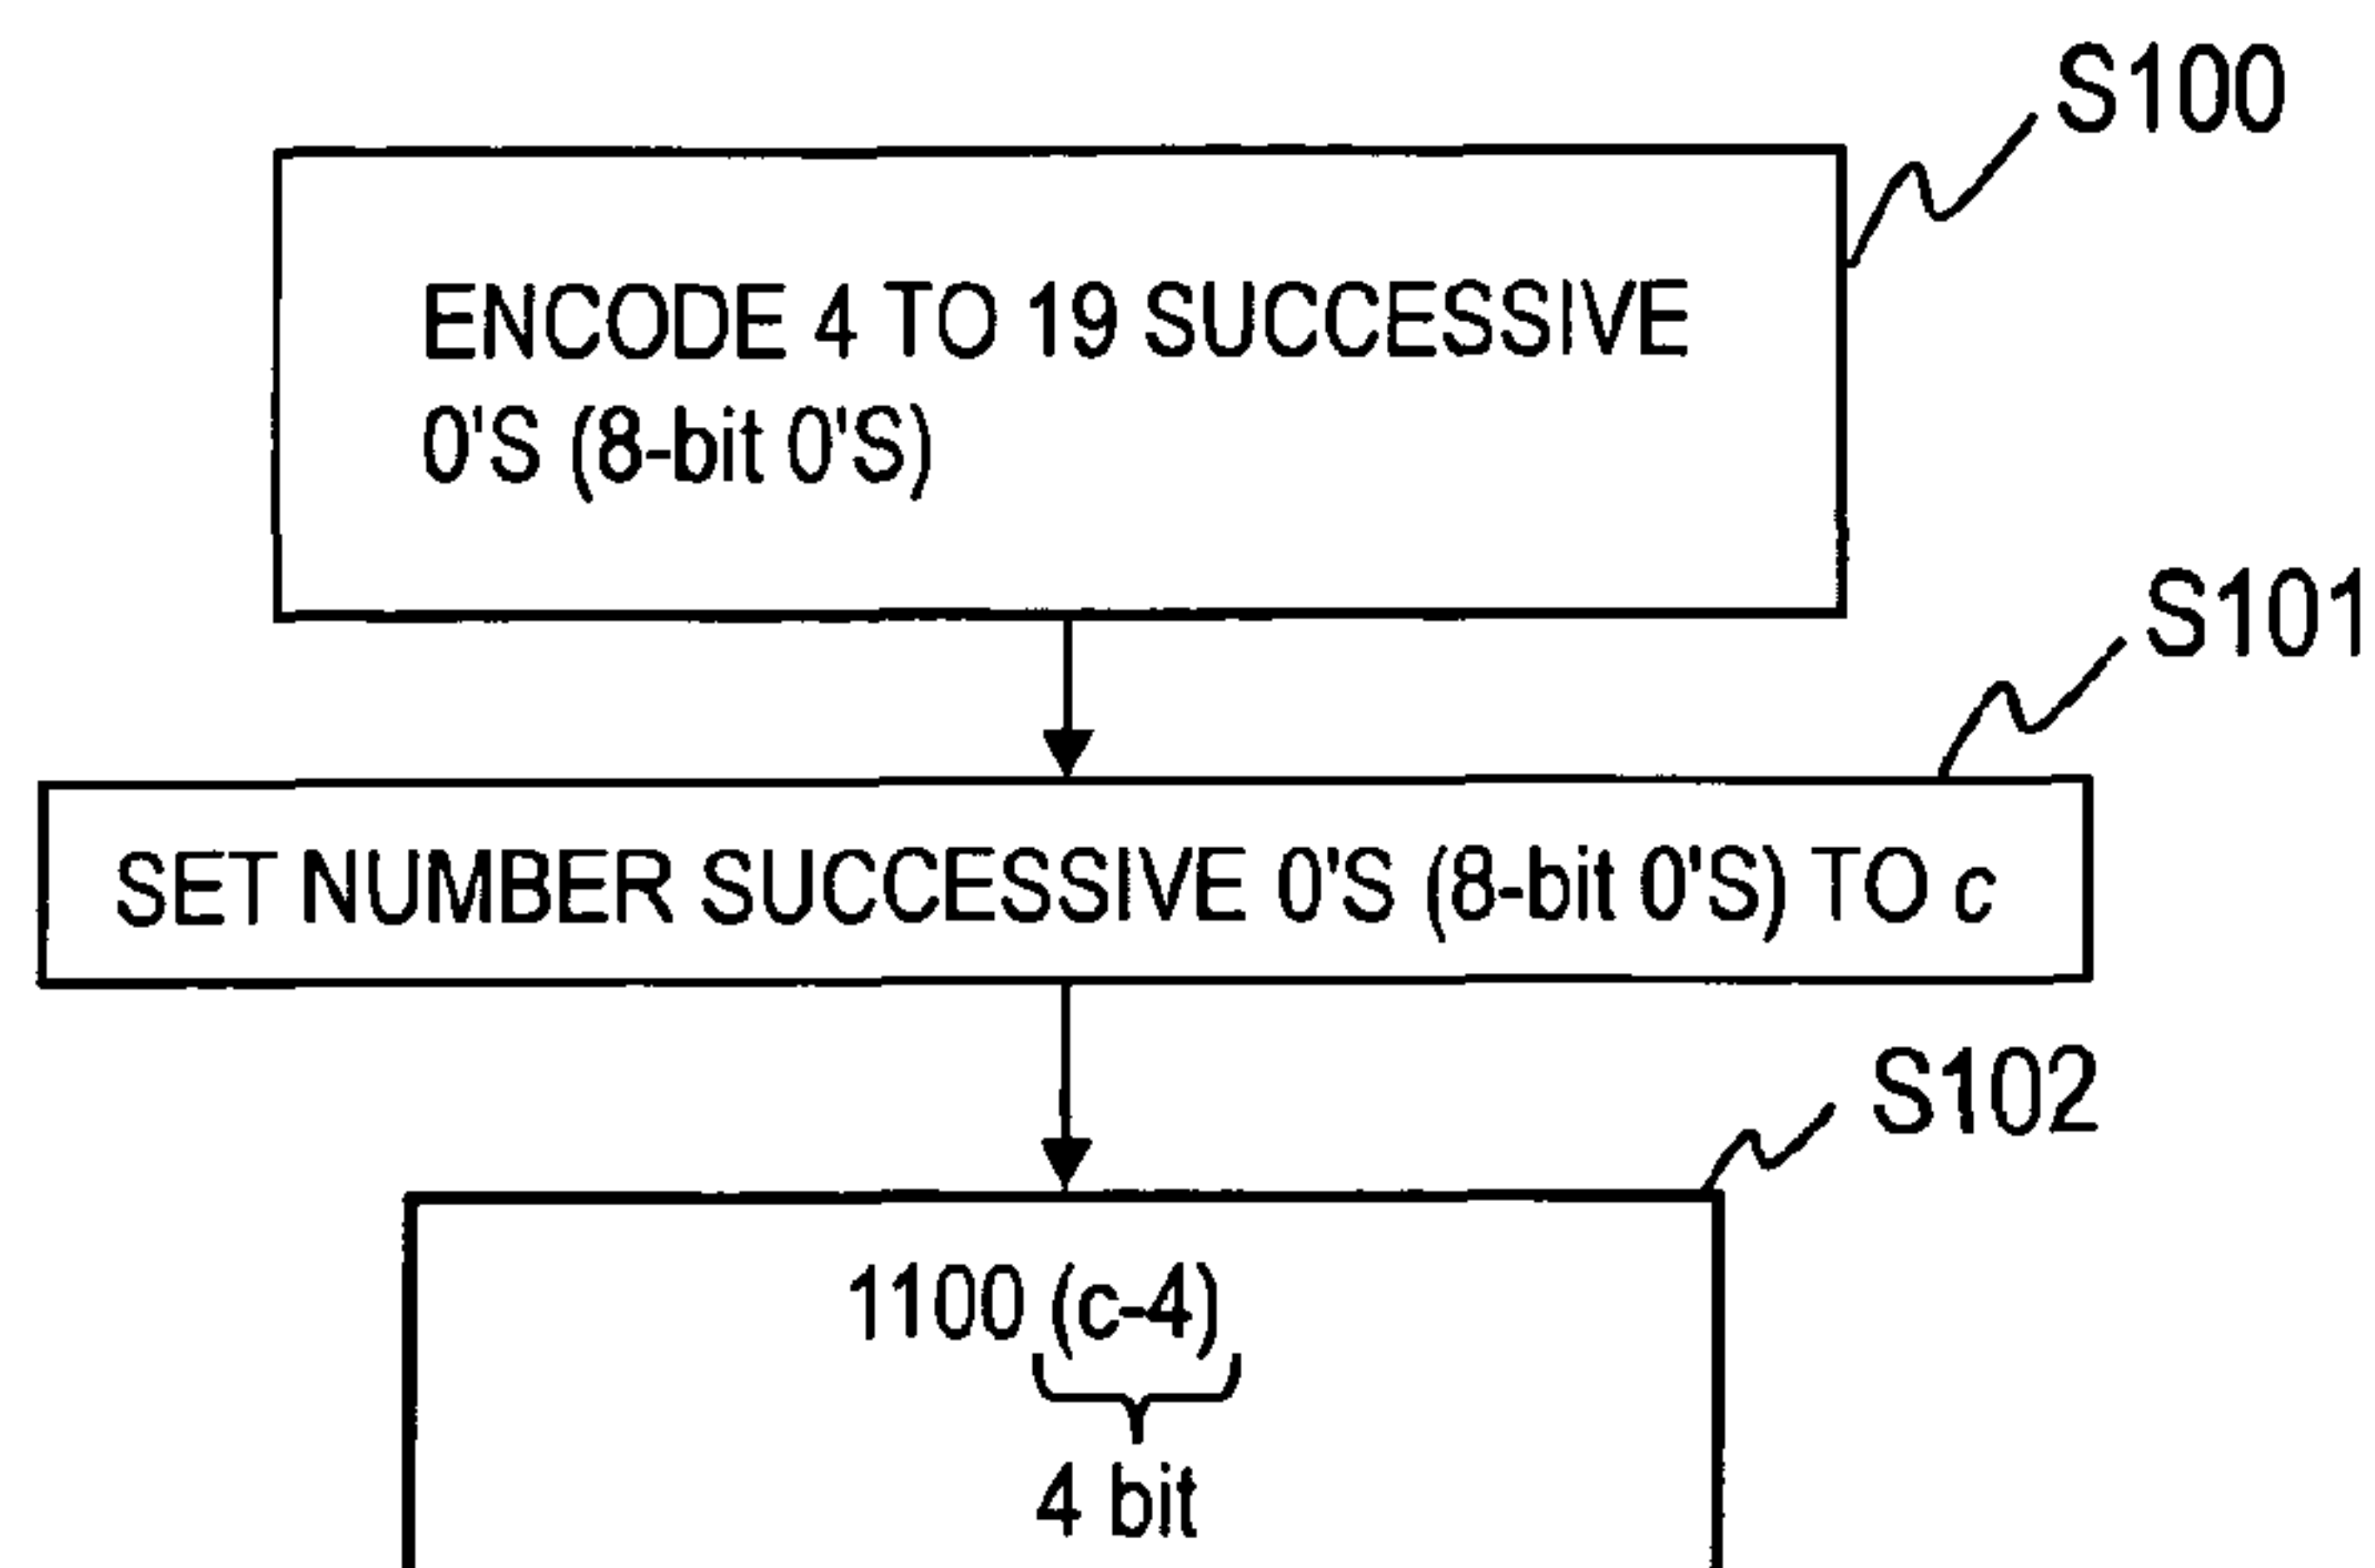 S100
ENCODE 4 TO 19 SUCCESSIVE
0'S (8-bit 0'S)
S101
SET NUMBER SUCCESSIVE 0'S (8-bit 0'S) TO c
S102
1100 (c-4)
4 bit